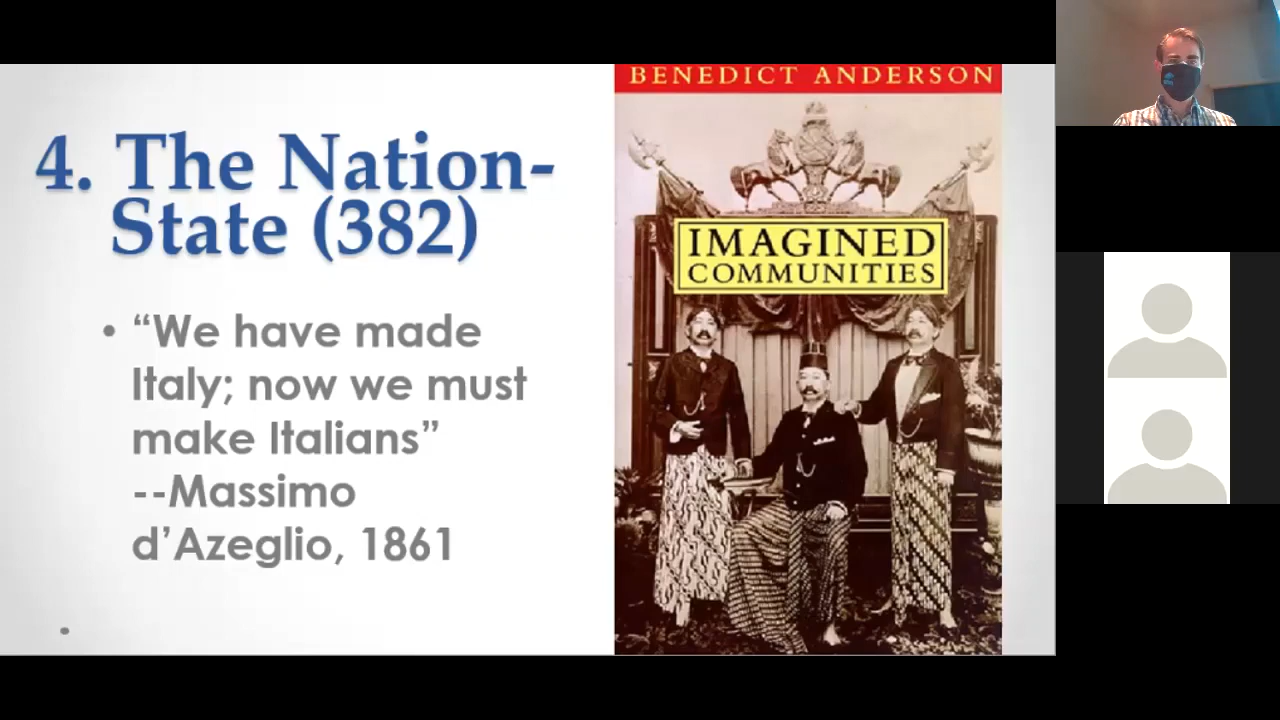 4. The Nation-
State (382)
• “We have made
Italy; now we must
make Italians”
--Massimo
d’Azeglio, 1861
•
BENEDICT ANDERSON
IMAGINED
COMMUNITIES